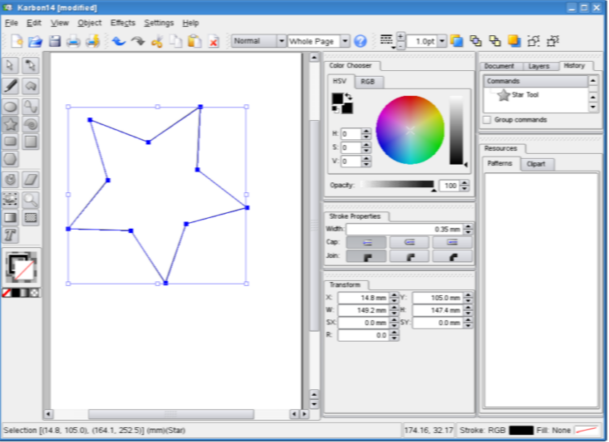 Karbon14 [modified]
File Edit View Object Effects Settings Help
Normal Whole Page 1.0pt
Color Chooser
HSV RGB
H: 0
S: 0
V: 0
Opacity: 100
Stroke Properties
Width: 0.35 mm
Cap:
Join:
Transform
X: 14.8 mm Y: 105.0 mm
W: 149.2 mm H: 147.4 mm
SX: 0.0 mm SY: 0.0 mm
R: 0.0
Document Layers History
Commands
Star Tool
Group commands
Resources
Patterns Clipart
Selection [(14.8, 105.0), (164.1, 252.5)] (mm)(Star) 174.16, 32.17 Stroke: RGB Fill: None